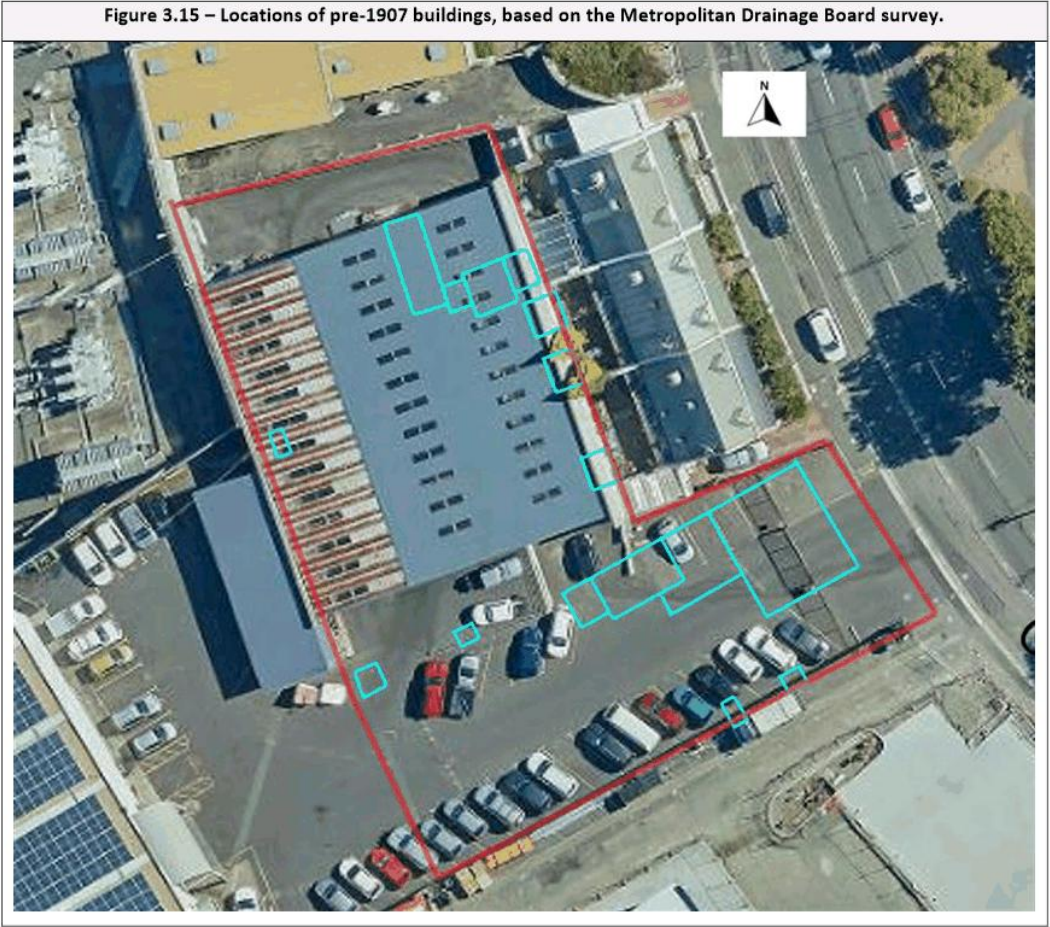 Figure 3.15 – Locations of pre-1907 buildings, based on the Metropolitan Drainage Board survey.
N